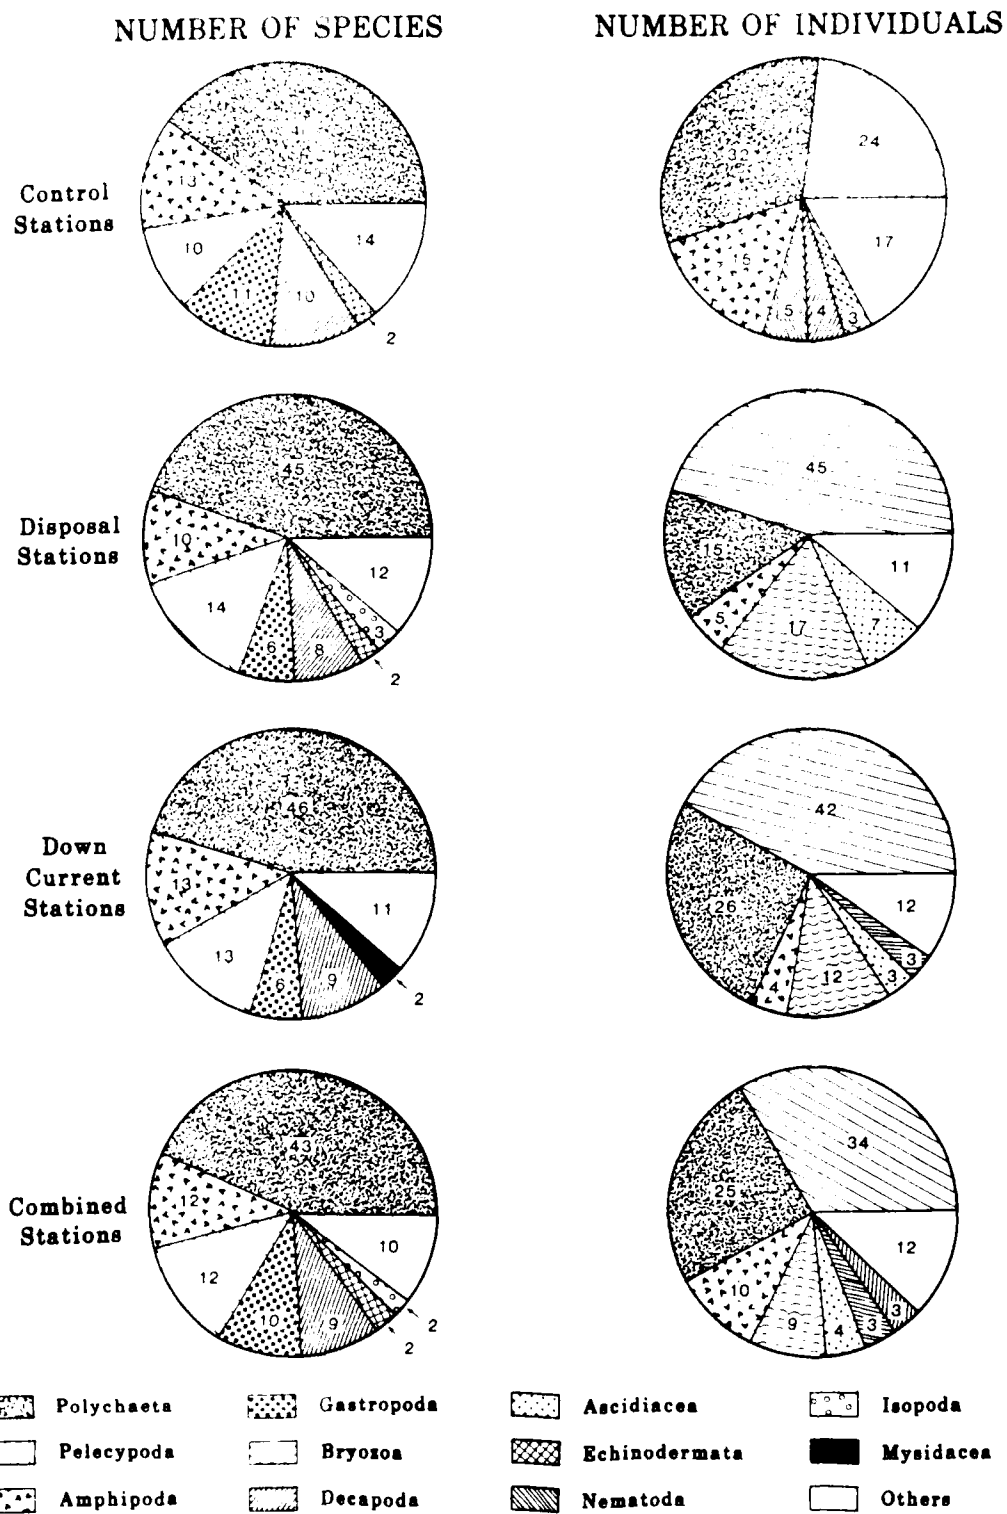 NUMBER OF SPECIES
NUMBER OF INDIVIDUALS
Control
Stations
13
10
11
10
2
14
24
15
5
4
3
17
Disposal
Stations
45
10
14
6
8
2
3
12
45
15
5
17
7
11
Down
Current
Stations
46
13
13
6
9
2
11
42
26
4
12
3
3
12
Combined
Stations
43
12
12
10
9
2
2
10
34
25
10
9
4
3
3
12
Polychaeta
Gastropoda
Ascidiacea
Isopoda
Pelecypoda
Bryozoa
Echinodermata
Mysidacea
Amphipoda
Decapoda
Nematoda
Others